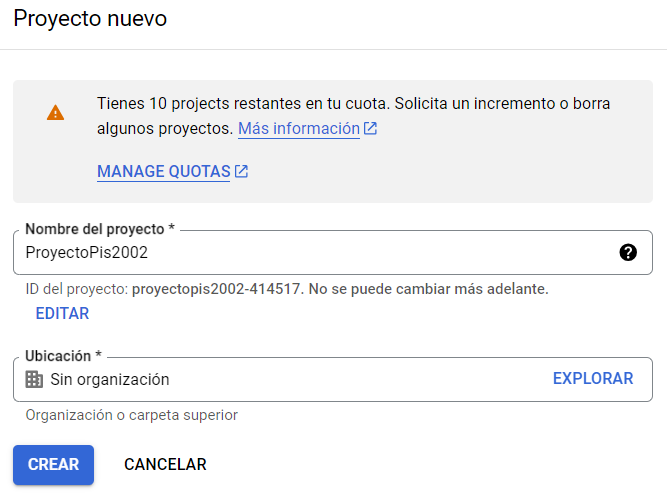 Proyecto nuevo
Tienes 10 projects restantes en tu cuota. Solicita un incremento o borra
algunos proyectos. Más información
MANAGE QUOTAS
Nombre del proyecto *
ProyectoPis2002
ID del proyecto: proyectopis2002-414517. No se puede cambiar más adelante.
EDITAR
Ubicación *
Sin organización EXPLORAR
Organización o carpeta superior
CREAR CANCELAR